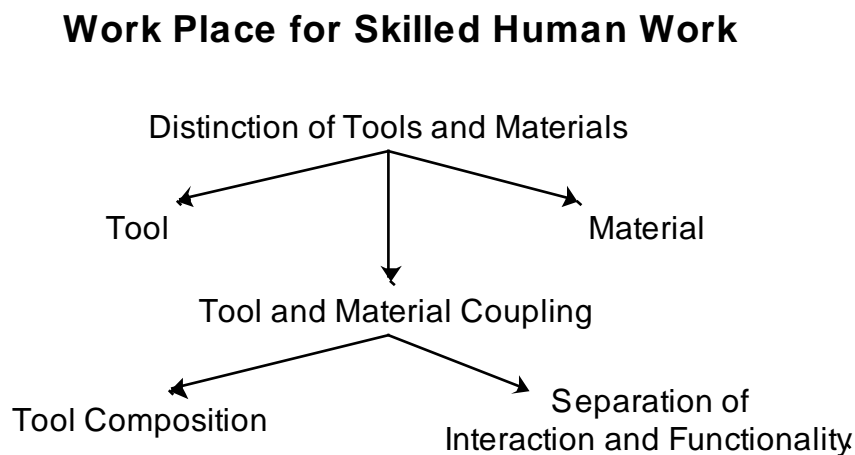 Work Place for Skilled Human Work
Distinction of Tools and Materials
Tool
Material
Tool and Material Coupling
Tool Composition
Separation of
Interaction and Functionality